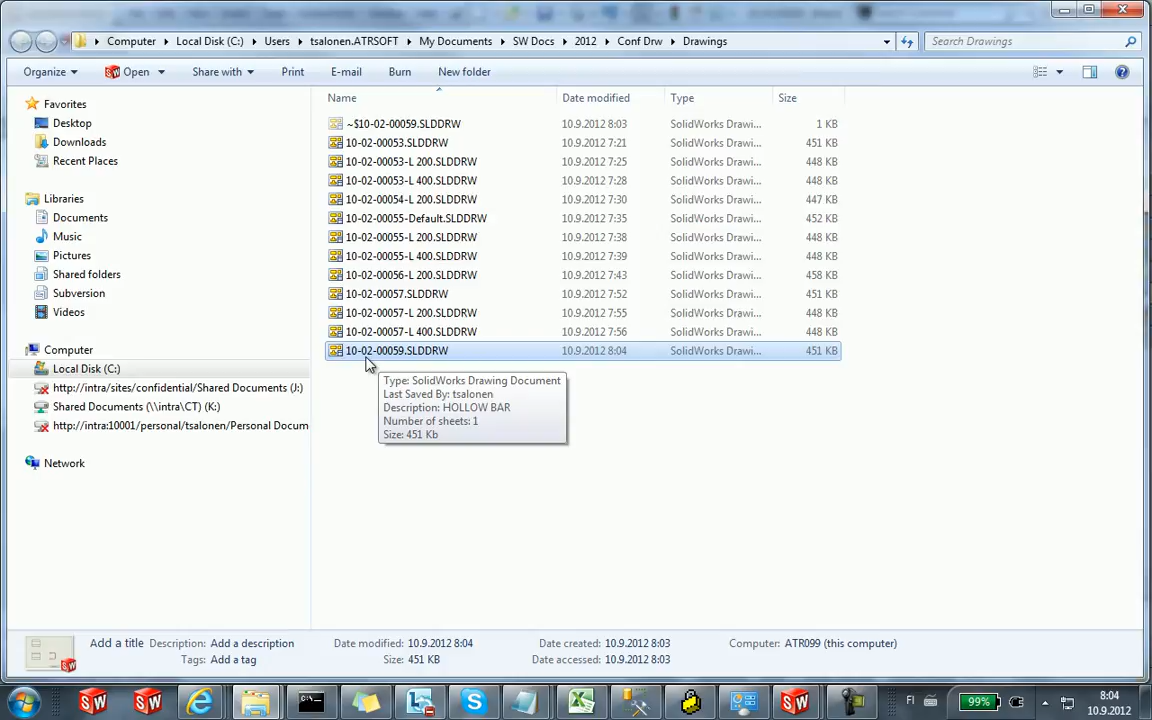 Computer ▸ Local Disk (C:) ▸ Users ▸ tsalonen.ATRSOFT ▸ My Documents ▸ SW Docs ▸ 2012 ▸ Conf Drw ▸ Drawings
Search Drawings
Organize Open Share with Print E-mail Burn New folder
Name Date modified Type Size
Favorites
Desktop
Downloads
Recent Places
Libraries
Documents
Music
Pictures
Shared folders
Subversion
Videos
Computer
Local Disk (C:)
http://intra/sites/confidential/Shared Documents (J:)
Shared Documents (\\intra\CT) (K:)
http://intra:10001/personal/tsalonen/Personal Docum
Network
~$10-02-00059.SLDDRW 10.9.2012 8:03 SolidWorks Drawi... 1 KB
10-02-00053.SLDDRW 10.9.2012 7:21 SolidWorks Drawi... 451 KB
10-02-00053-L 200.SLDDRW 10.9.2012 7:25 SolidWorks Drawi... 448 KB
10-02-00053-L 400.SLDDRW 10.9.2012 7:28 SolidWorks Drawi... 448 KB
10-02-00054-L 200.SLDDRW 10.9.2012 7:30 SolidWorks Drawi... 447 KB
10-02-00055-Default.SLDDRW 10.9.2012 7:35 SolidWorks Drawi... 452 KB
10-02-00055-L 200.SLDDRW 10.9.2012 7:38 SolidWorks Drawi... 448 KB
10-02-00055-L 400.SLDDRW 10.9.2012 7:39 SolidWorks Drawi... 448 KB
10-02-00056-L 200.SLDDRW 10.9.2012 7:43 SolidWorks Drawi... 458 KB
10-02-00057.SLDDRW 10.9.2012 7:52 SolidWorks Drawi... 451 KB
10-02-00057-L 200.SLDDRW 10.9.2012 7:55 SolidWorks Drawi... 448 KB
10-02-00057-L 400.SLDDRW 10.9.2012 7:56 SolidWorks Drawi... 448 KB
10-02-00059.SLDDRW 10.9.2012 8:04 SolidWorks Drawi... 451 KB
Type: SolidWorks Drawing Document
Last Saved By: tsalonen
Description: HOLLOW BAR
Number of sheets: 1
Size: 451 Kb
Add a title Description: Add a description Date modified: 10.9.2012 8:04 Date created: 10.9.2012 8:03 Computer: ATR099 (this computer)
Tags: Add a tag Size: 451 KB Date accessed: 10.9.2012 8:03
FI 99% 8:04
10.9.2012